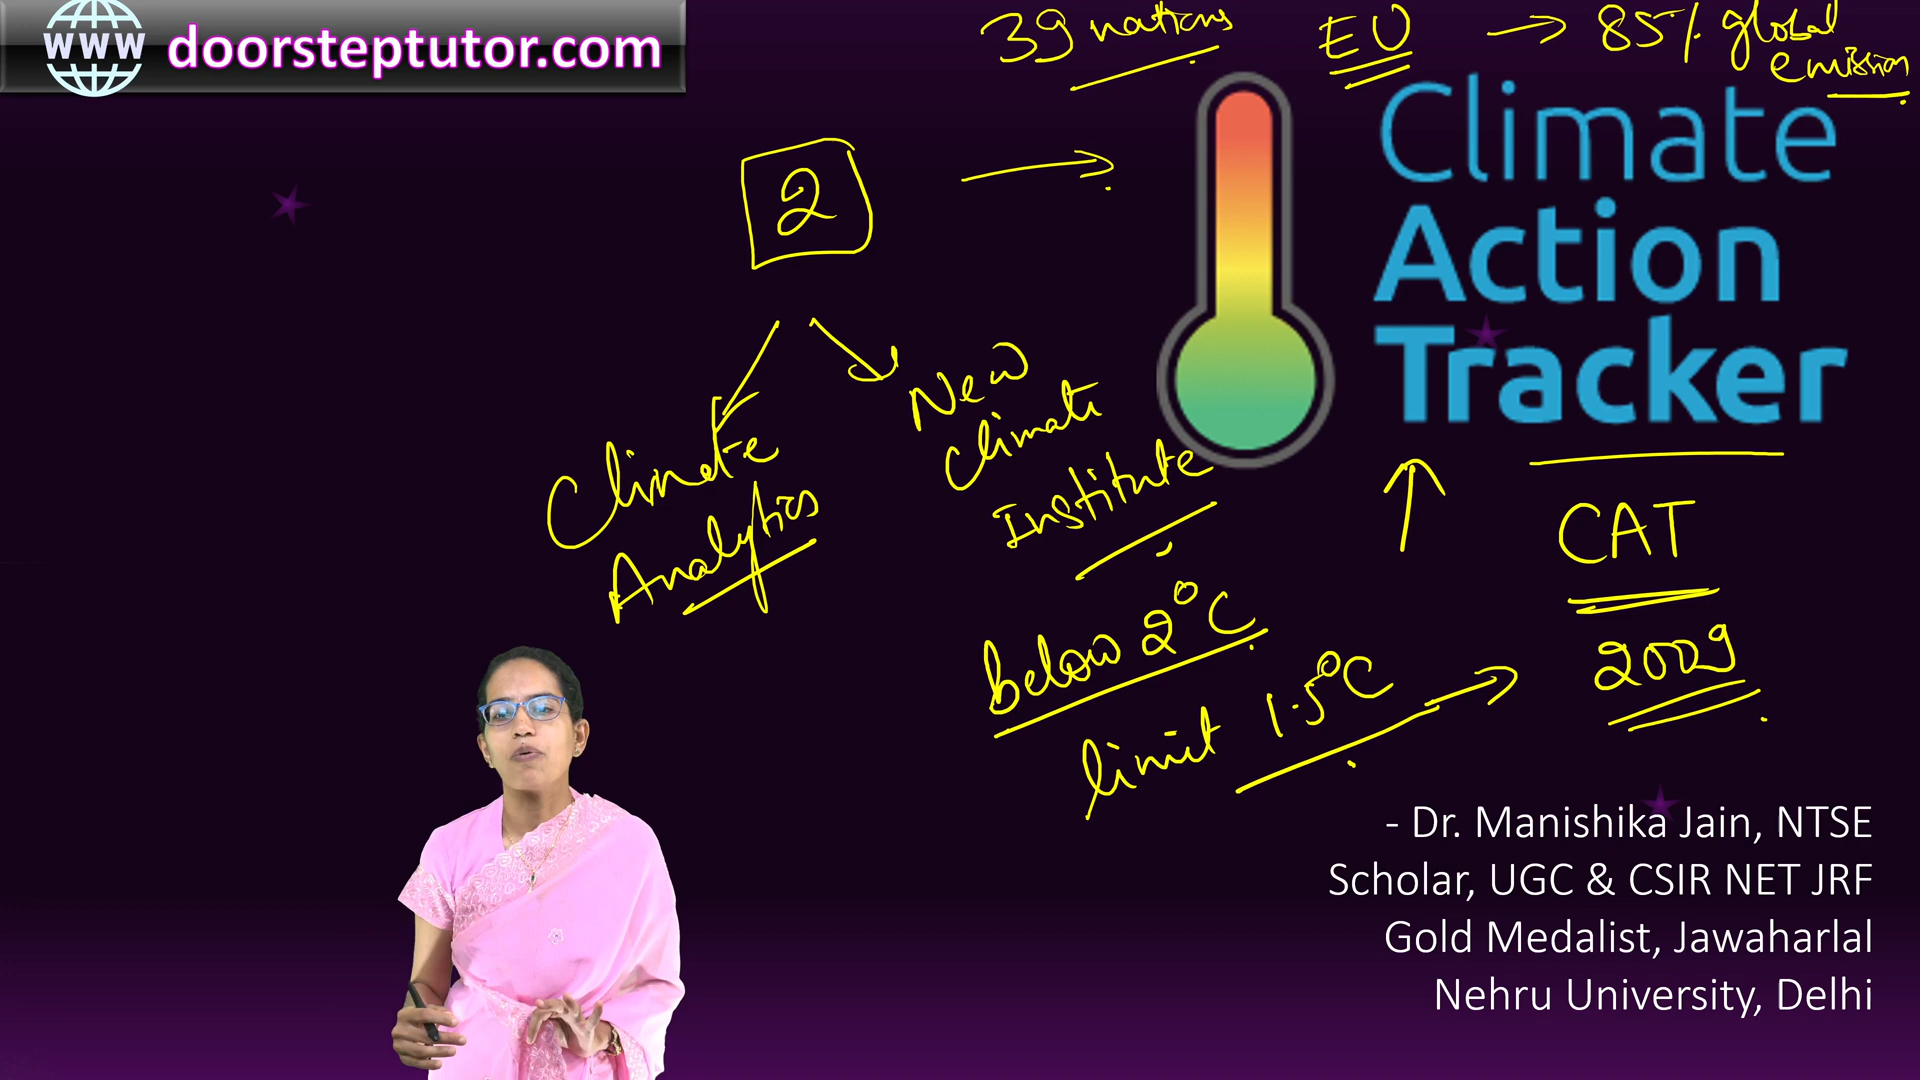 WWW doorsteptutor.com
39 nations EU → 85% global
emission
2 →
Climate
Action
Tracker
Climate
Analytics
New
Climate
Institute
CAT
2009
below 2°C
limit 1.5°C →
- Dr. Manishika Jain, NTSE
Scholar, UGC & CSIR NET JRF
Gold Medalist, Jawaharlal
Nehru University, Delhi